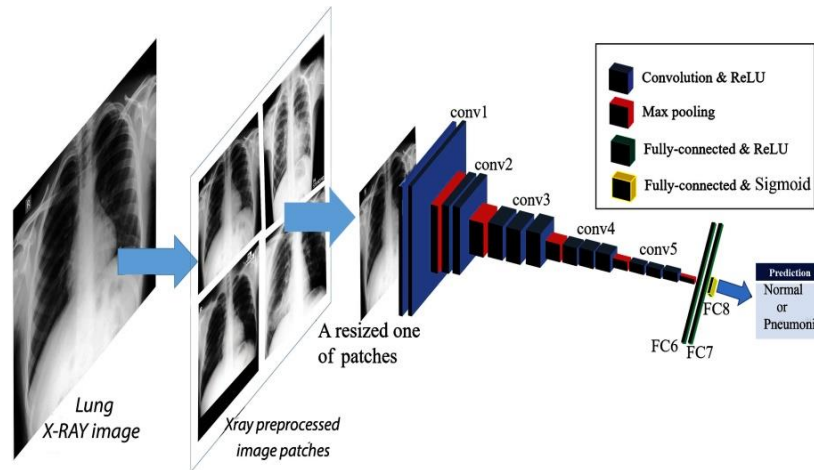 Convolution & ReLU
Max pooling
Fully-connected & ReLU
Fully-connected & Sigmoid
conv1
conv2
conv3
conv4
conv5
FC6
FC7
FC8
Prediction
Normal
or
Pneumoni
A resized one
of patches
Lung
X-RAY image
Xray preprocessed
image patches